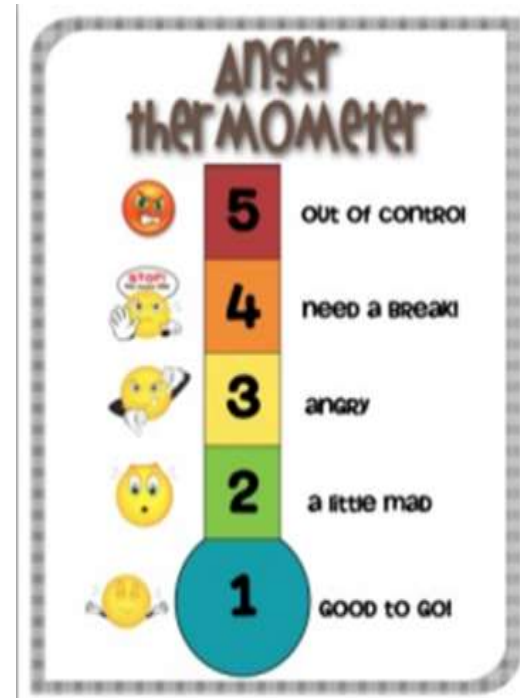 Anger
thermometer
5 out of control
STOP!
4 need a break!
3 angry
2 a little mad
1 good to go!